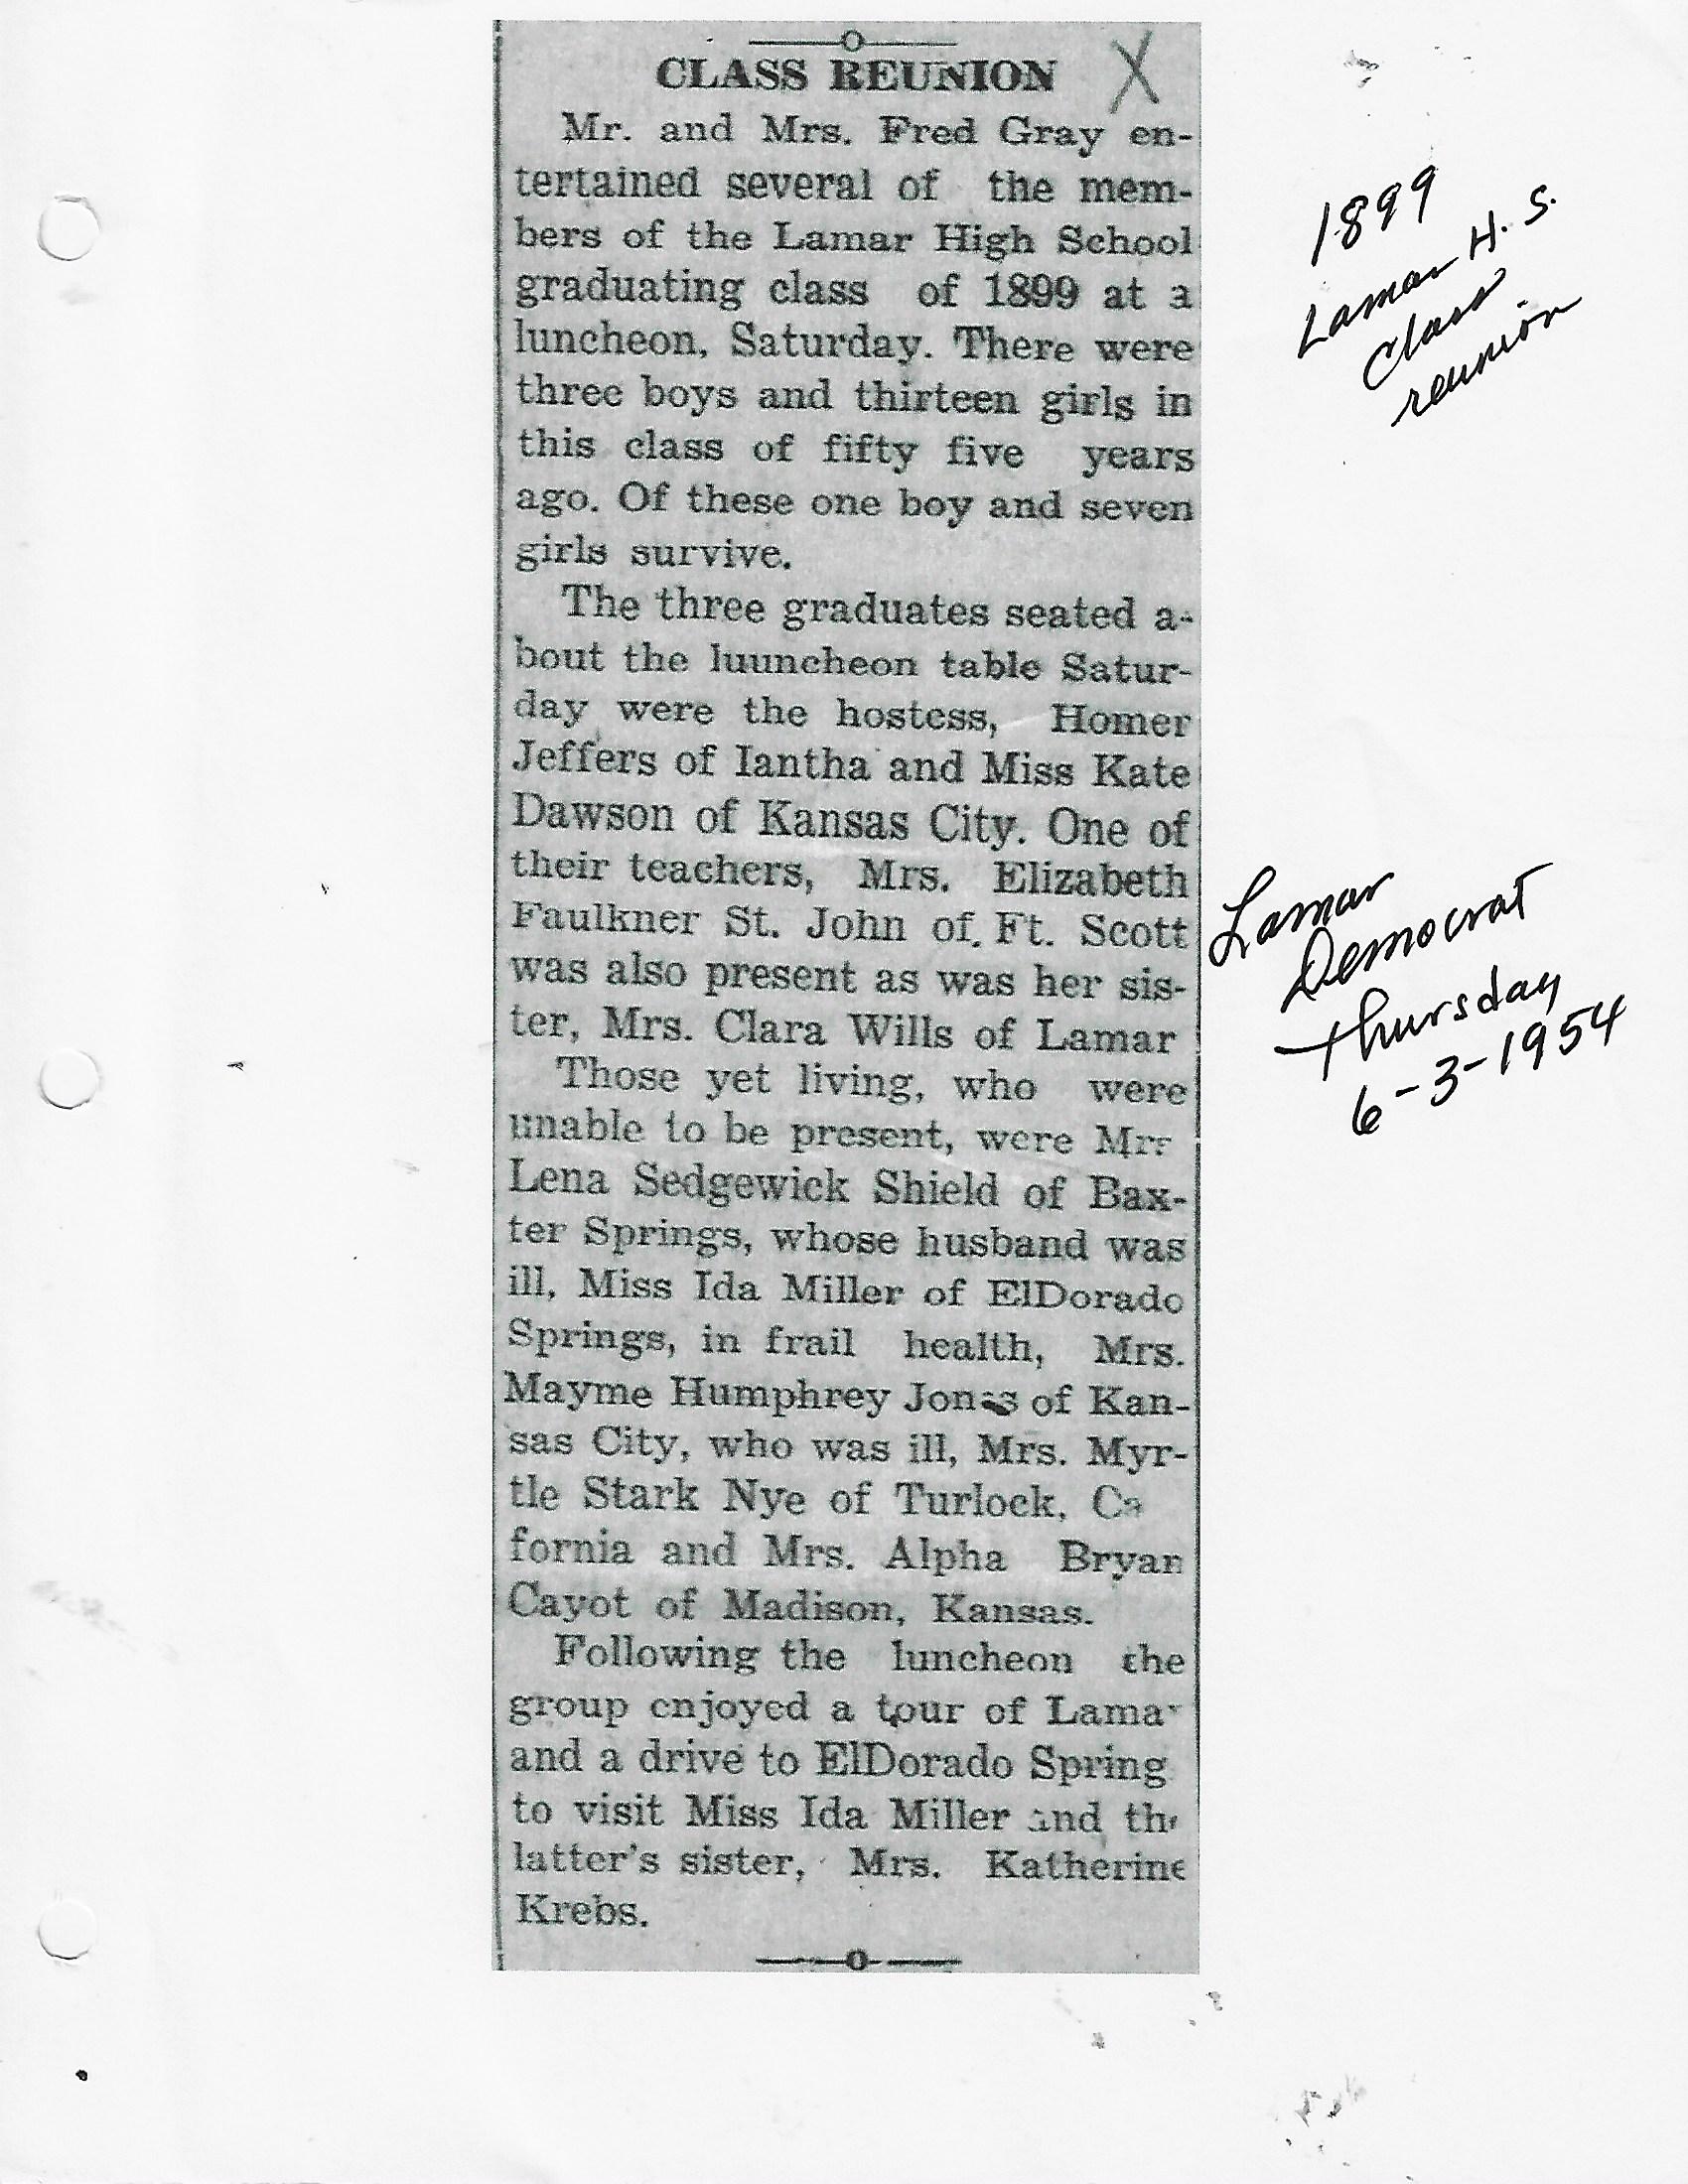 CLASS REUNION X
Mr. and Mrs. Fred Gray en-
tertained several of the mem-
bers of the Lamar High School
graduating class of 1899 at a
luncheon, Saturday. There were
three boys and thirteen girls in
this class of fifty five years
ago. Of these one boy and seven
girls survive.
The three graduates seated a-
bout the luuncheon table Satur-
day were the hostess, Homer
Jeffers of Iantha and Miss Kate
Dawson of Kansas City. One of
their teachers, Mrs. Elizabeth
Faulkner St. John of. Ft. Scott
was also present as was her sis-
ter, Mrs. Clara Wills of Lamar
Those yet living, who were
unable to be present, were Mrr
Lena Sedgewick Shield of Bax-
ter Springs, whose husband was
ill, Miss Ida Miller of ElDorado
Springs, in frail health, Mrs.
Mayme Humphrey Jones of Kan-
sas City, who was ill, Mrs. Myr-
tle Stark Nye of Turlock, Ca
fornia and Mrs. Alpha Bryan
Cayot of Madison, Kansas.
Following the luncheon the
group enjoyed a tour of Lamar
and a drive to ElDorado Spring
to visit Miss Ida Miller and the
latter's sister, Mrs. Katherine
Krebs.
1899
Lamar H. S.
Class
reunion
Lamar
Democrat
Thursday
6-3-1954